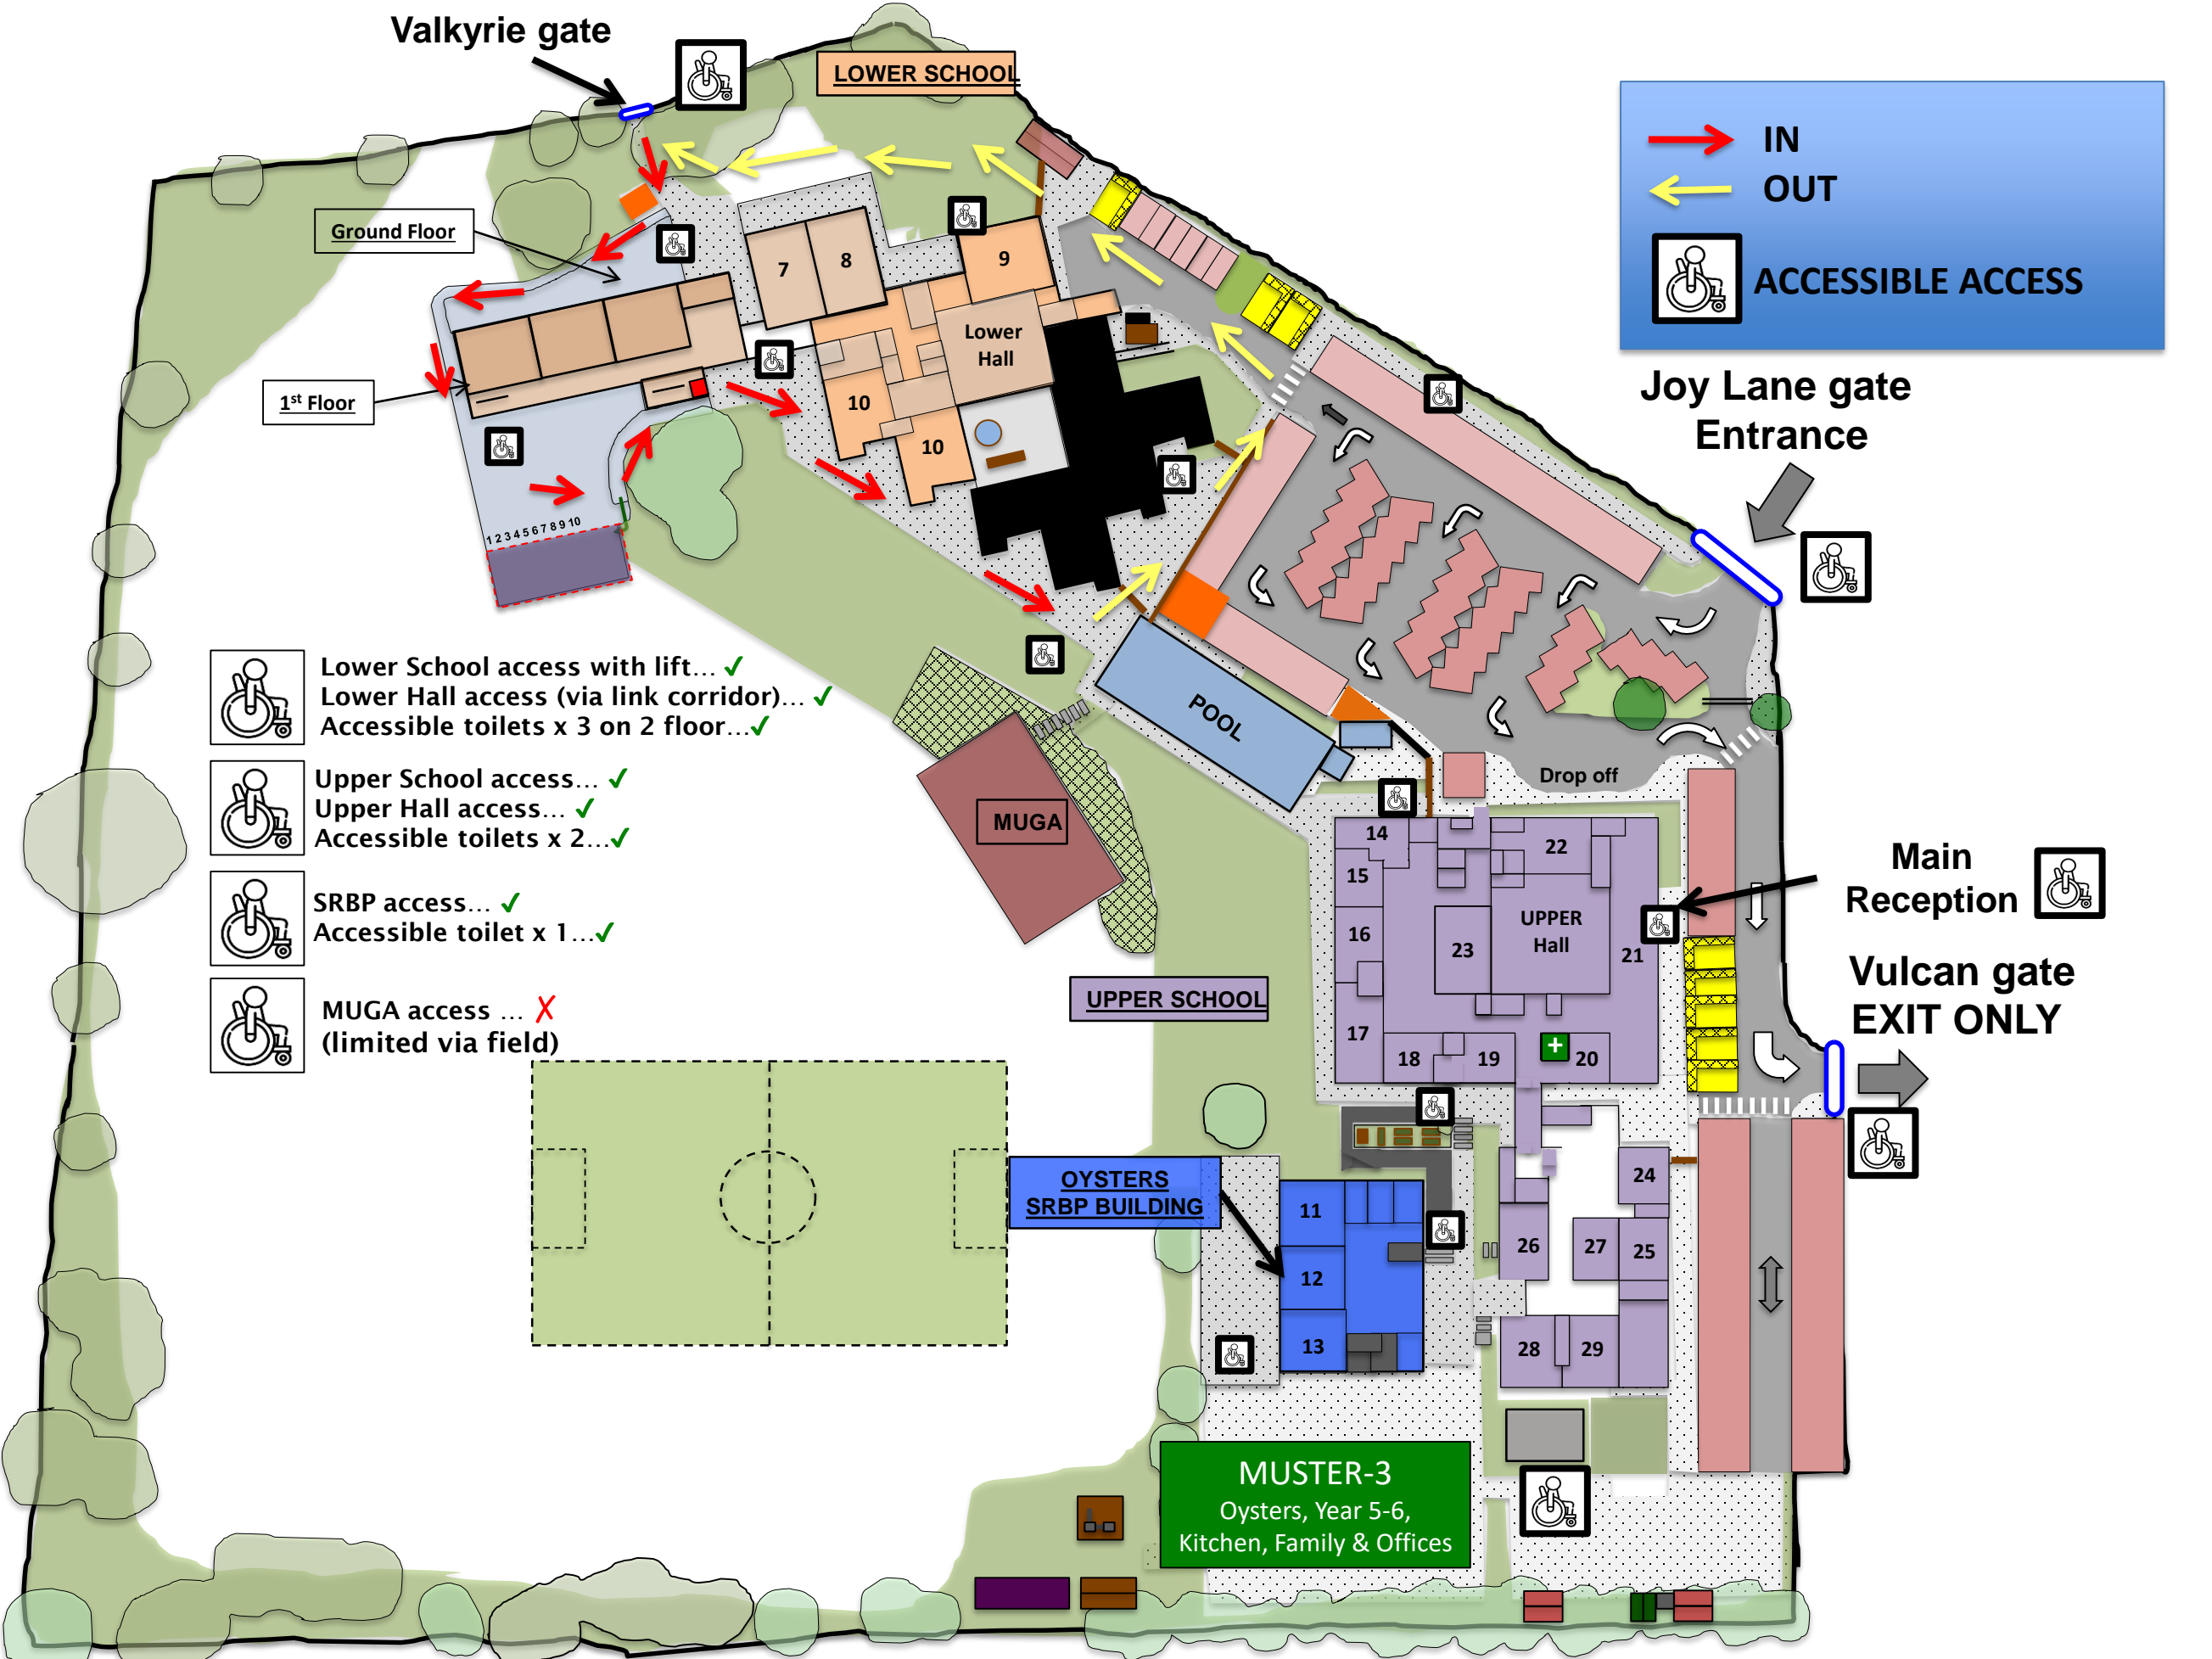 Valkyrie gate
LOWER SCHOOL
IN
OUT
ACCESSIBLE ACCESS
Ground Floor
1st Floor
7
8
9
Lower
Hall
10
10
1 2 3 4 5 6 7 8 9 10
Joy Lane gate
Entrance
Lower School access with lift... ✓
Lower Hall access (via link corridor)... ✓
Accessible toilets x 3 on 2 floor...✓
Upper School access... ✓
Upper Hall access... ✓
Accessible toilets x 2...✓
SRBP access... ✓
Accessible toilet x 1...✓
MUGA access ... ✗
(limited via field)
POOL
MUGA
Drop off
14
15
16
17
18
19
20
21
22
23
UPPER
Hall
Main
Reception
Vulcan gate
EXIT ONLY
UPPER SCHOOL
OYSTERS
SRBP BUILDING
11
12
13
24
25
26
27
28
29
MUSTER-3
Oysters, Year 5-6,
Kitchen, Family & Offices